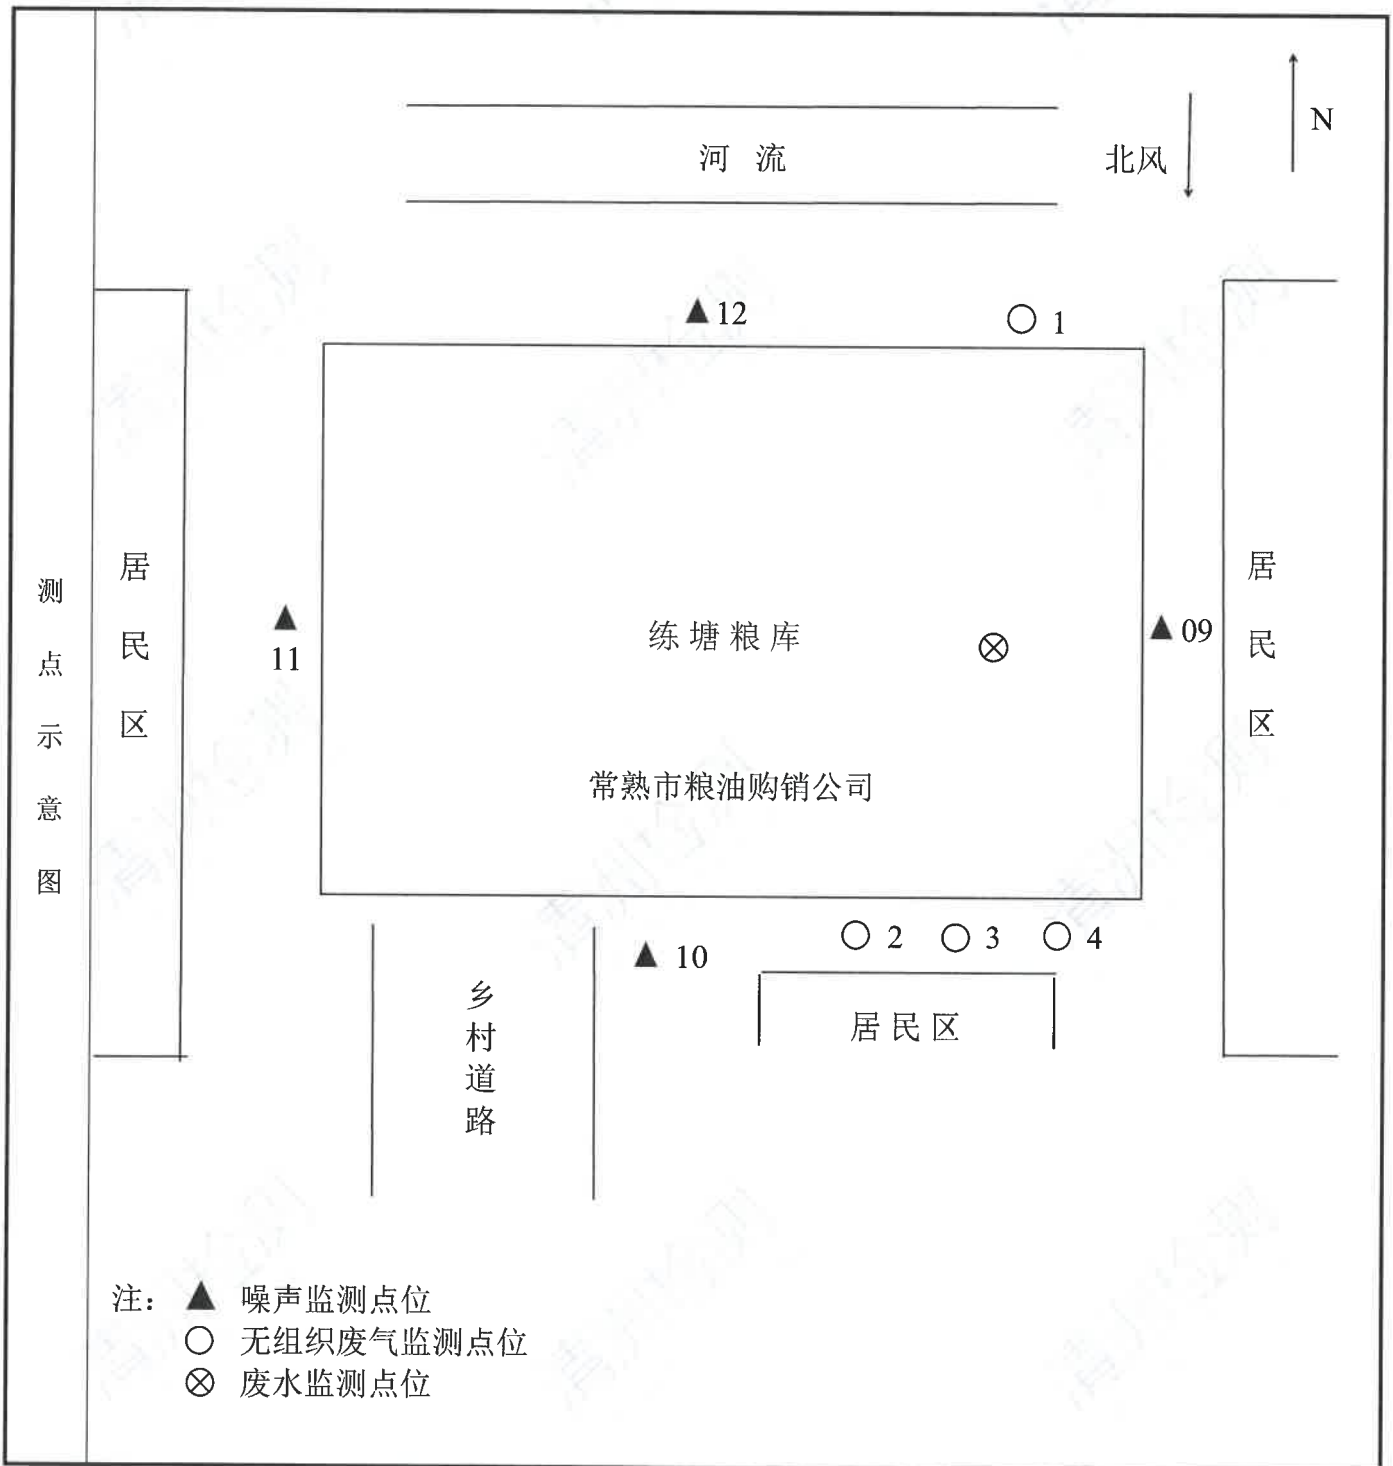 N
河 流
北风
▲ 12
○ 1
测点示意图
居民区
▲ 11
练塘粮库
⊗
▲ 09
居民区
常熟市粮油购销公司
○ 2 ○ 3 ○ 4
▲ 10
乡村道路
居民区
注: ▲ 噪声监测点位
○ 无组织废气监测点位
⊗ 废水监测点位